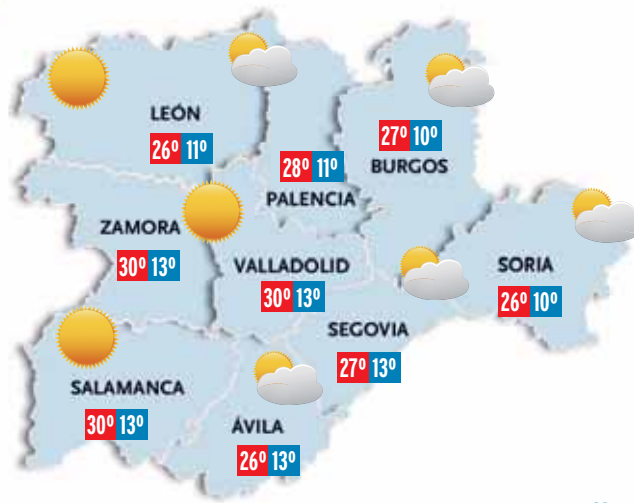 LEÓN
26º 11º
27º 10º
BURGOS
28º 11º
PALENCIA
ZAMORA
30º 13º
VALLADOLID
30º 13º
SORIA
26º 10º
SEGOVIA
27º 13º
SALAMANCA
30º 13º
ÁVILA
26º 13º